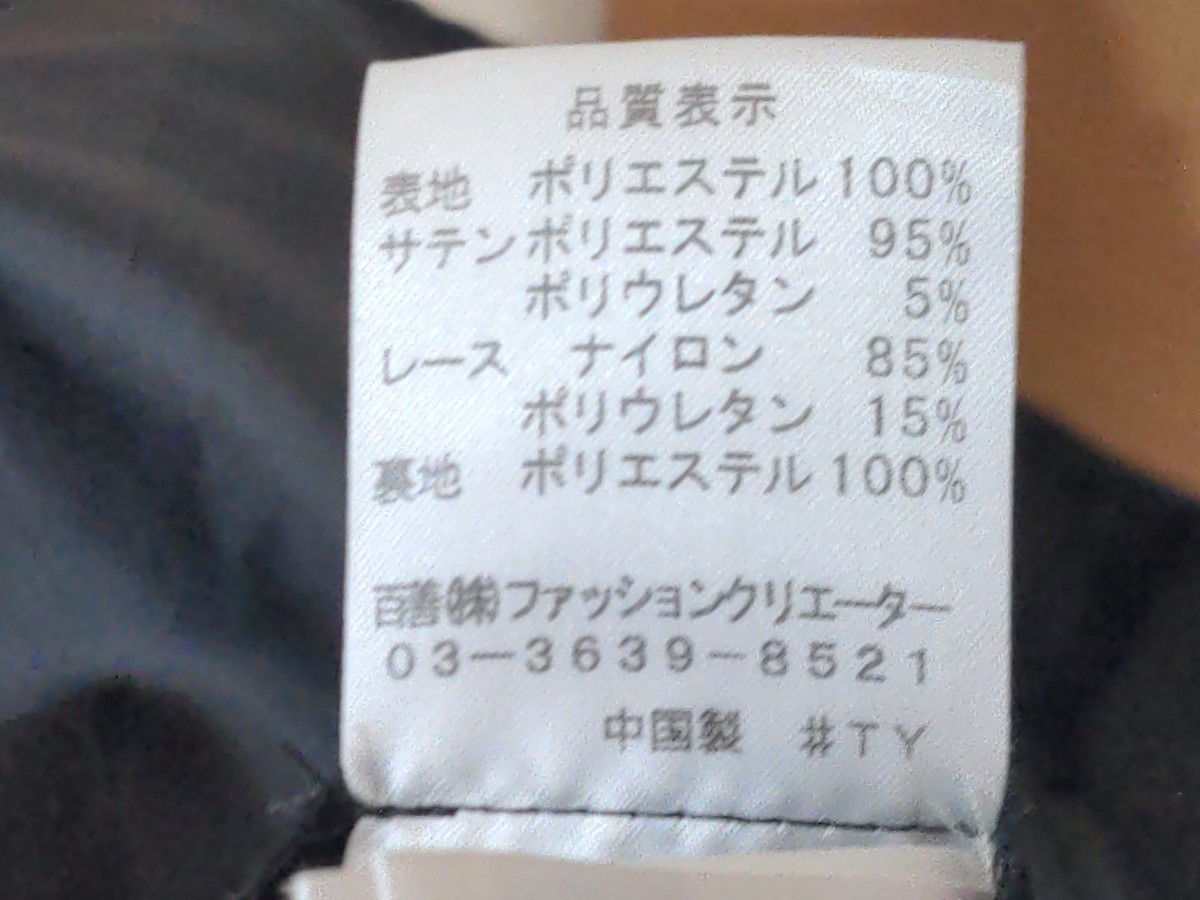 品質表示
表地 ポリエステル 100%
サテン ポリエステル 95%
ポリウレタン 5%
レース ナイロン 85%
ポリウレタン 15%
裏地 ポリエステル 100%
百善㈱ファッションクリエーター
03-3639-8521
中国製 #TY